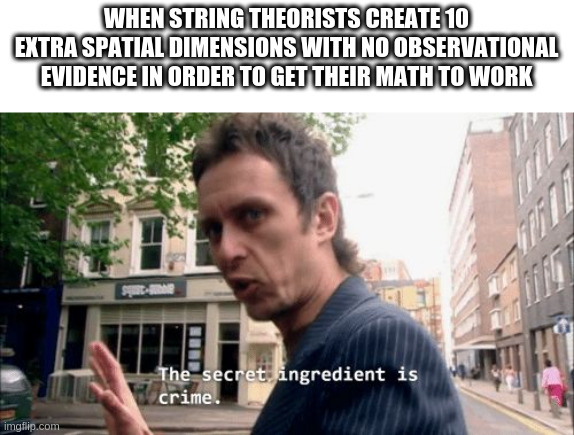 WHEN STRING THEORISTS CREATE 10
EXTRA SPATIAL DIMENSIONS WITH NO OBSERVATIONAL
EVIDENCE IN ORDER TO GET THEIR MATH TO WORK
The secret ingredient is
crime.
imgflip.com